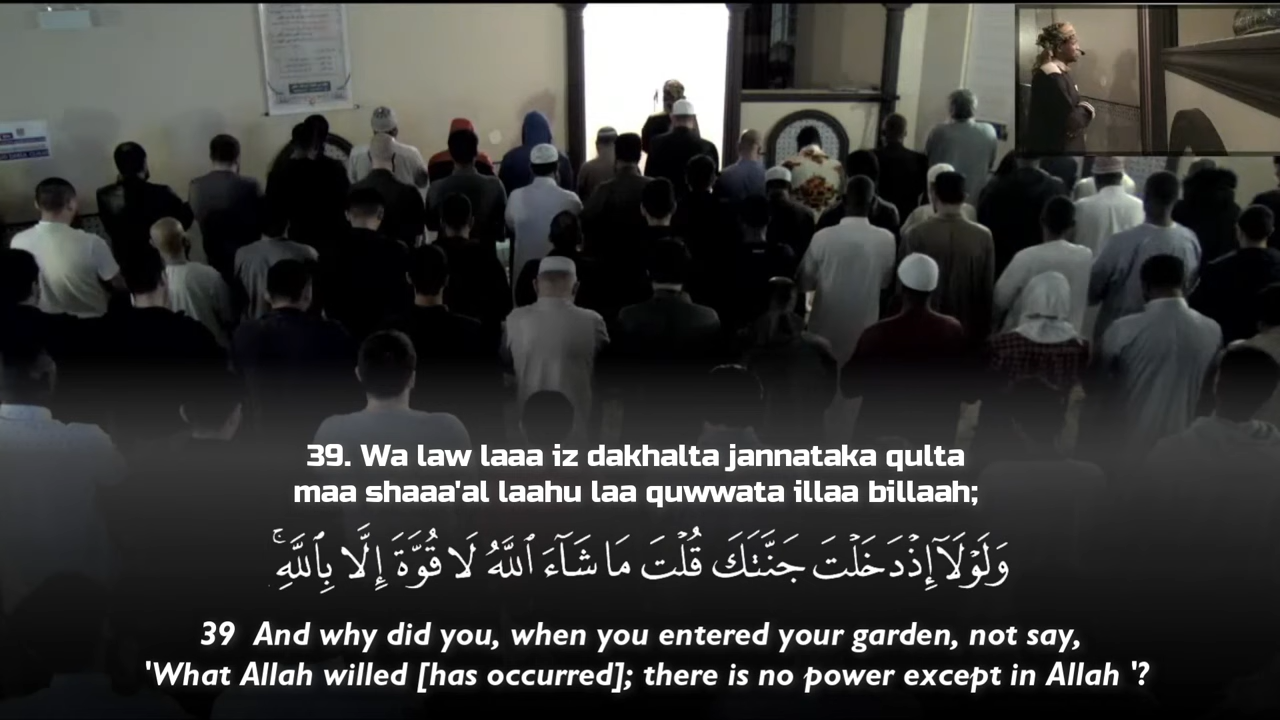 39. Wa law laaa iz dakhalta jannataka qulta
maa shaaa'al laahu laa quwwata illaa billaah;
وَلَوْلَآ إِذْ دَخَلْتَ جَنَّتَكَ قُلْتَ مَا شَآءَ ٱللَّهُ لَا قُوَّةَ إِلَّا بِٱللَّهِ ۚ
39 And why did you, when you entered your garden, not say,
'What Allah willed [has occurred]; there is no power except in Allah '?